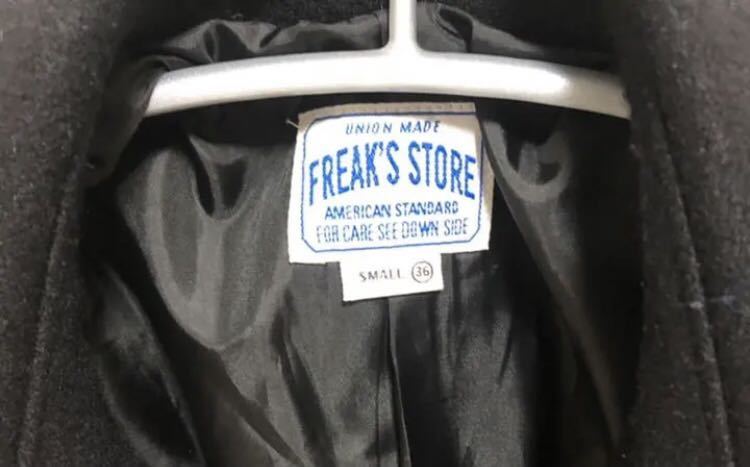 UNION MADE
FREAK'S STORE
AMERICAN STANDARD
FOR CARE SEE DOWN SIDE
SMALL 36